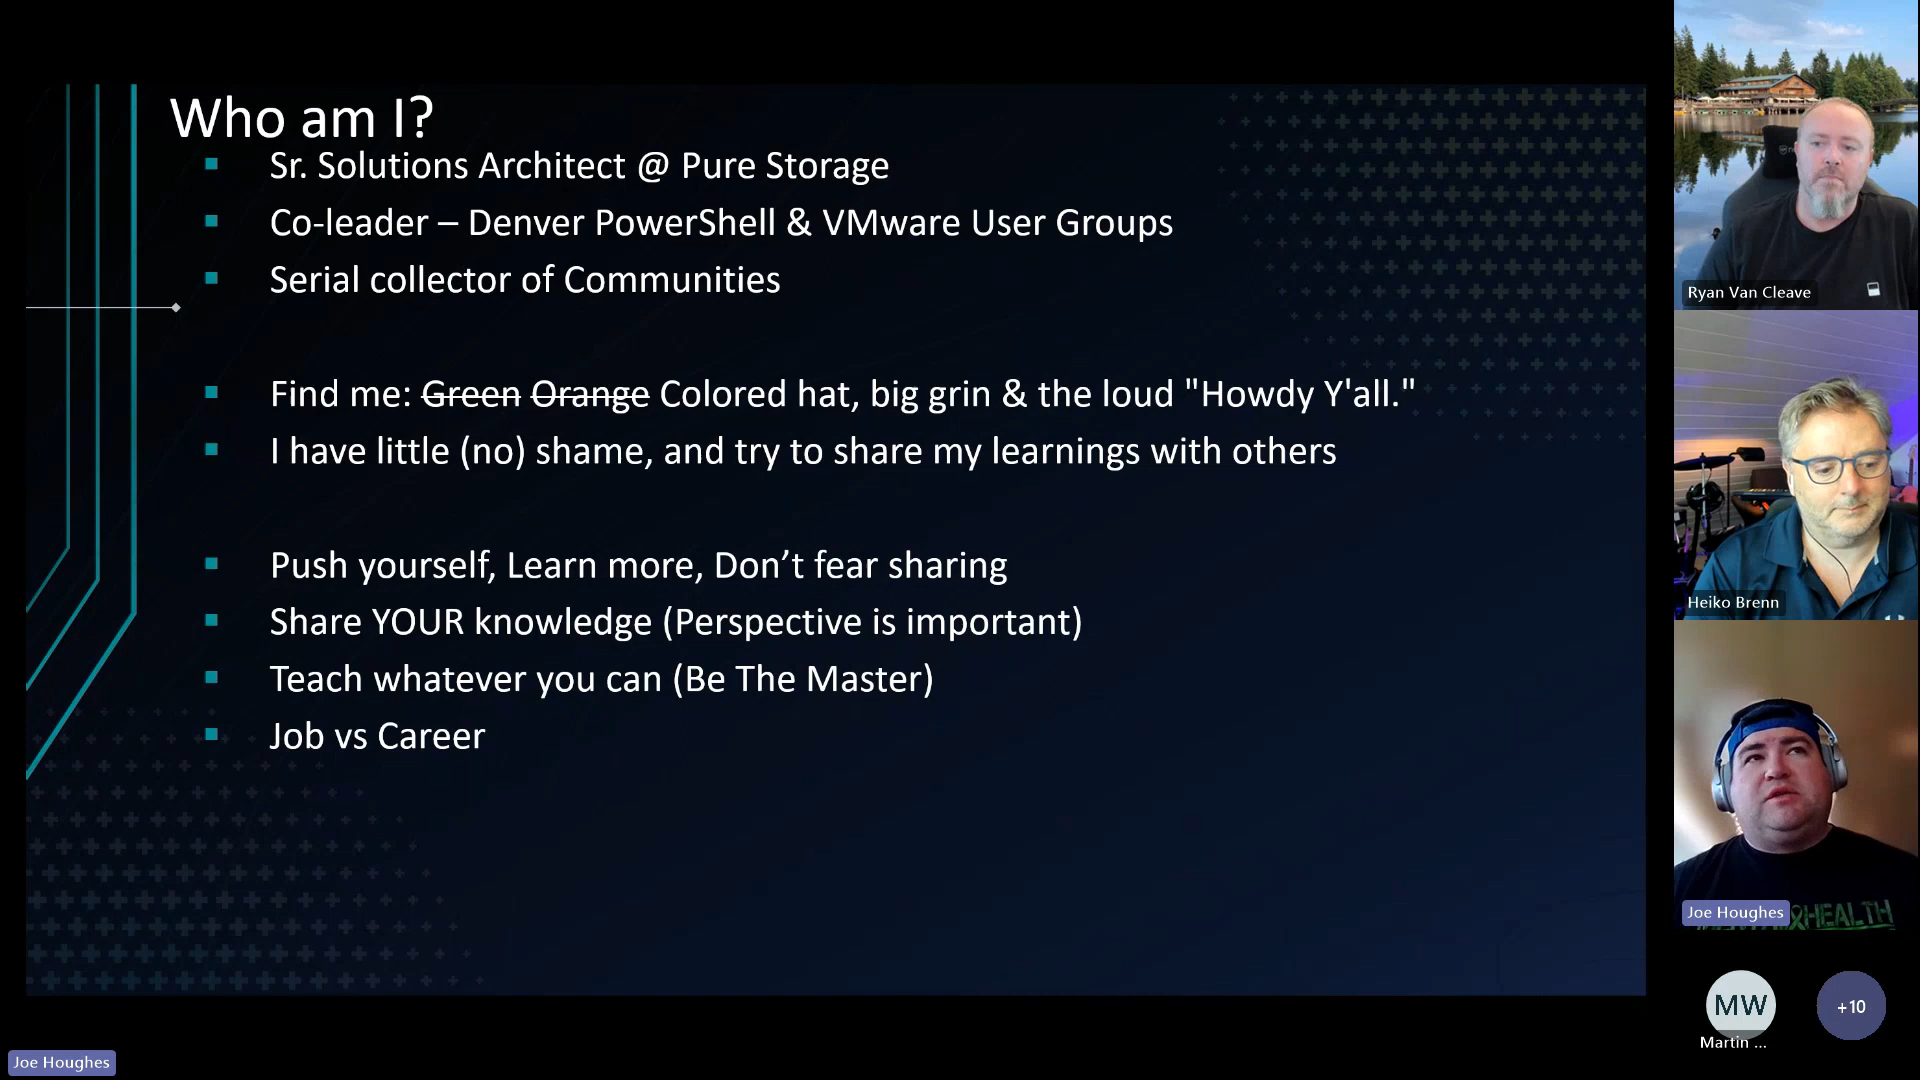 Who am I?
Sr. Solutions Architect @ Pure Storage
Co-leader – Denver PowerShell & VMware User Groups
Serial collector of Communities
Find me: Green Orange Colored hat, big grin & the loud "Howdy Y'all."
I have little (no) shame, and try to share my learnings with others
Push yourself, Learn more, Don’t fear sharing
Share YOUR knowledge (Perspective is important)
Teach whatever you can (Be The Master)
Job vs Career
Ryan Van Cleave
Heiko Brenn
Joe Houghes
HEALTH
MW
Martin ...
+10
Joe Houghes